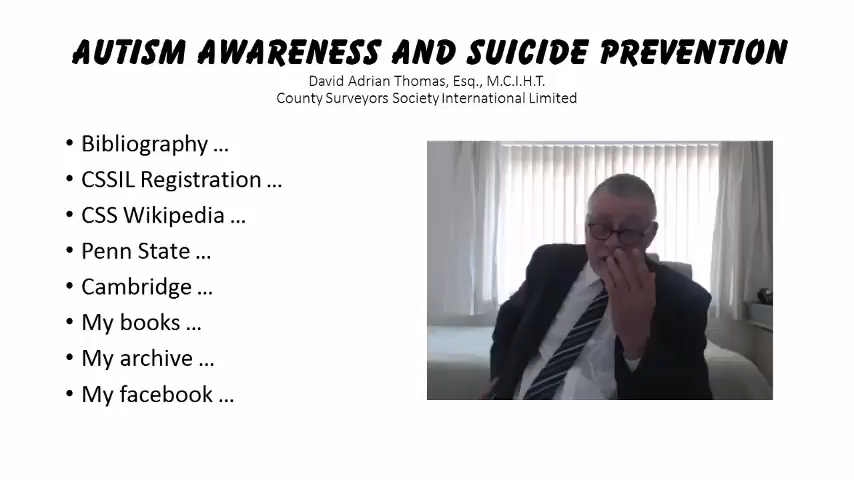 AUTISM AWARENESS AND SUICIDE PREVENTION
David Adrian Thomas, Esq., M.C.I.H.T.
County Surveyors Society International Limited
• Bibliography ...
• CSSIL Registration ...
• CSS Wikipedia ...
• Penn State ...
• Cambridge ...
• My books ...
• My archive ...
• My facebook ...